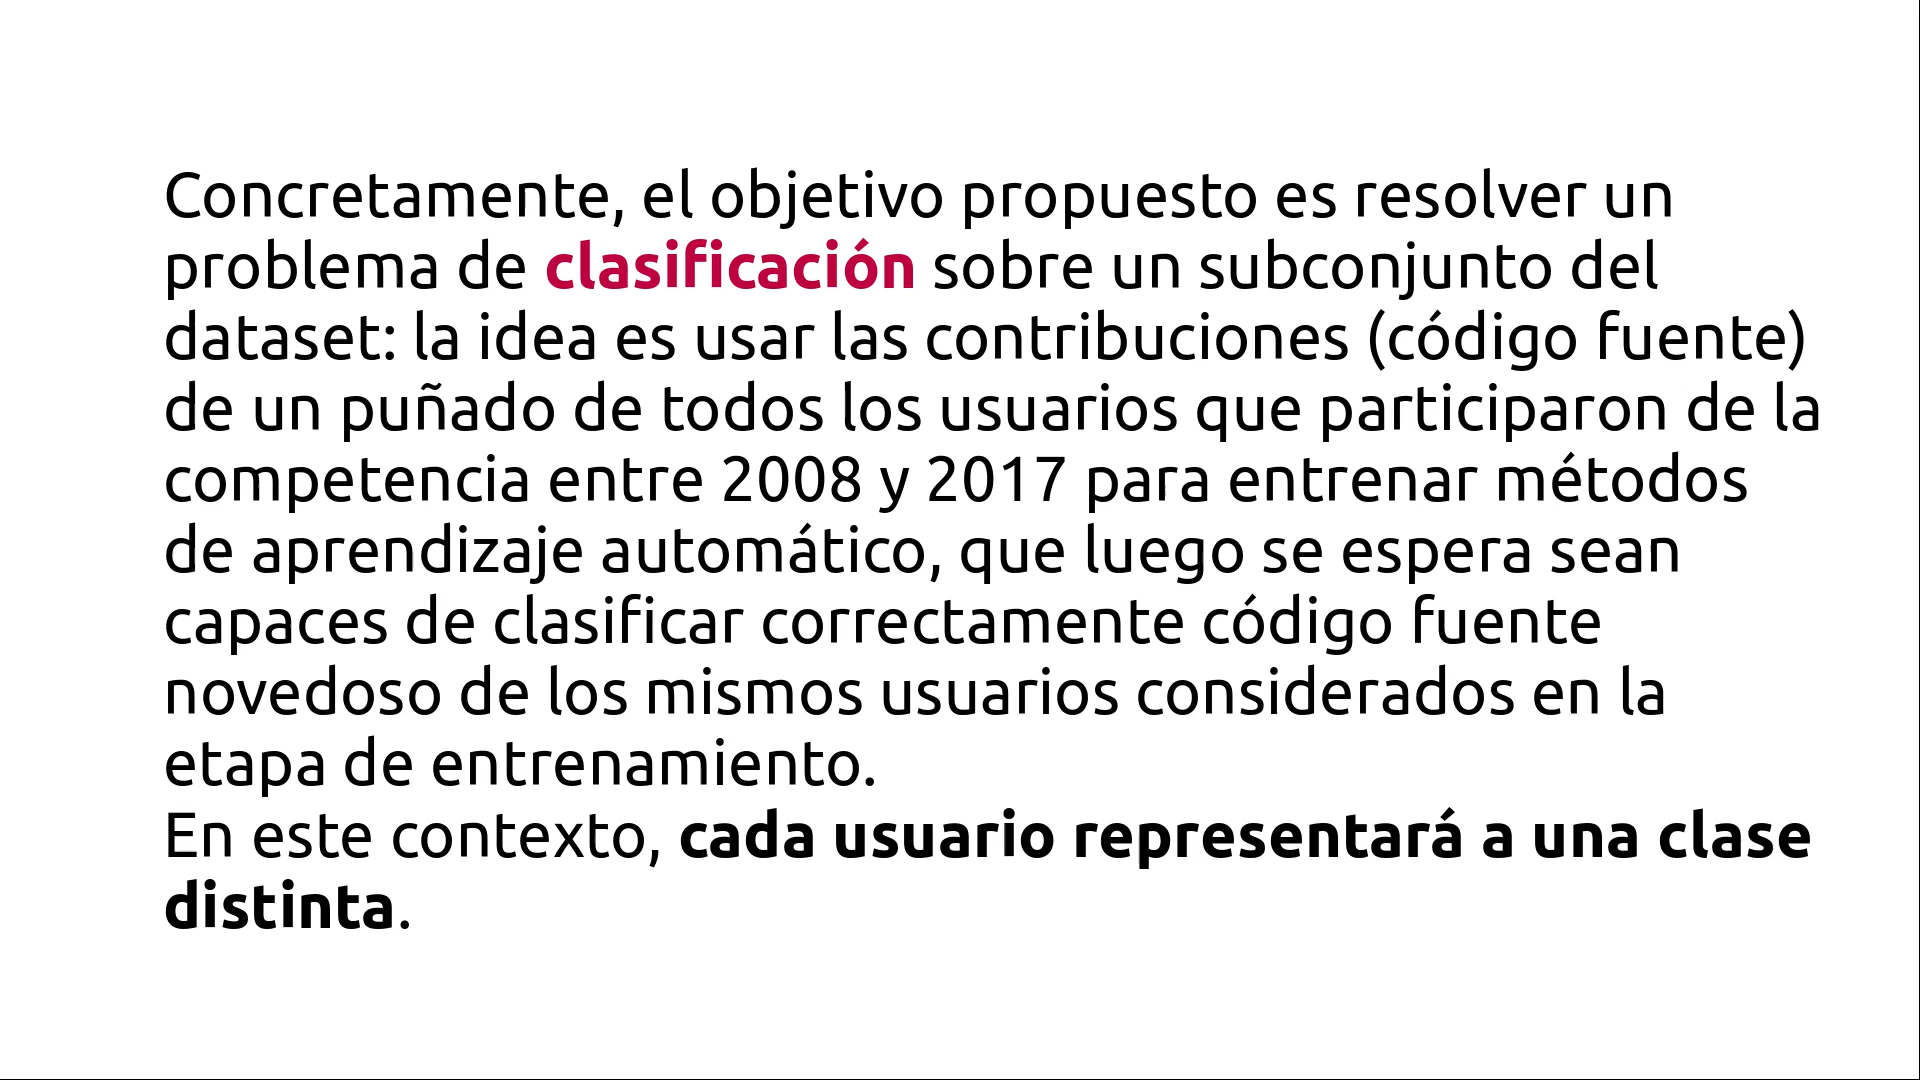 Concretamente, el objetivo propuesto es resolver un
problema de clasificación sobre un subconjunto del
dataset: la idea es usar las contribuciones (código fuente)
de un puñado de todos los usuarios que participaron de la
competencia entre 2008 y 2017 para entrenar métodos
de aprendizaje automático, que luego se espera sean
capaces de clasificar correctamente código fuente
novedoso de los mismos usuarios considerados en la
etapa de entrenamiento.
En este contexto, cada usuario representará a una clase
distinta.